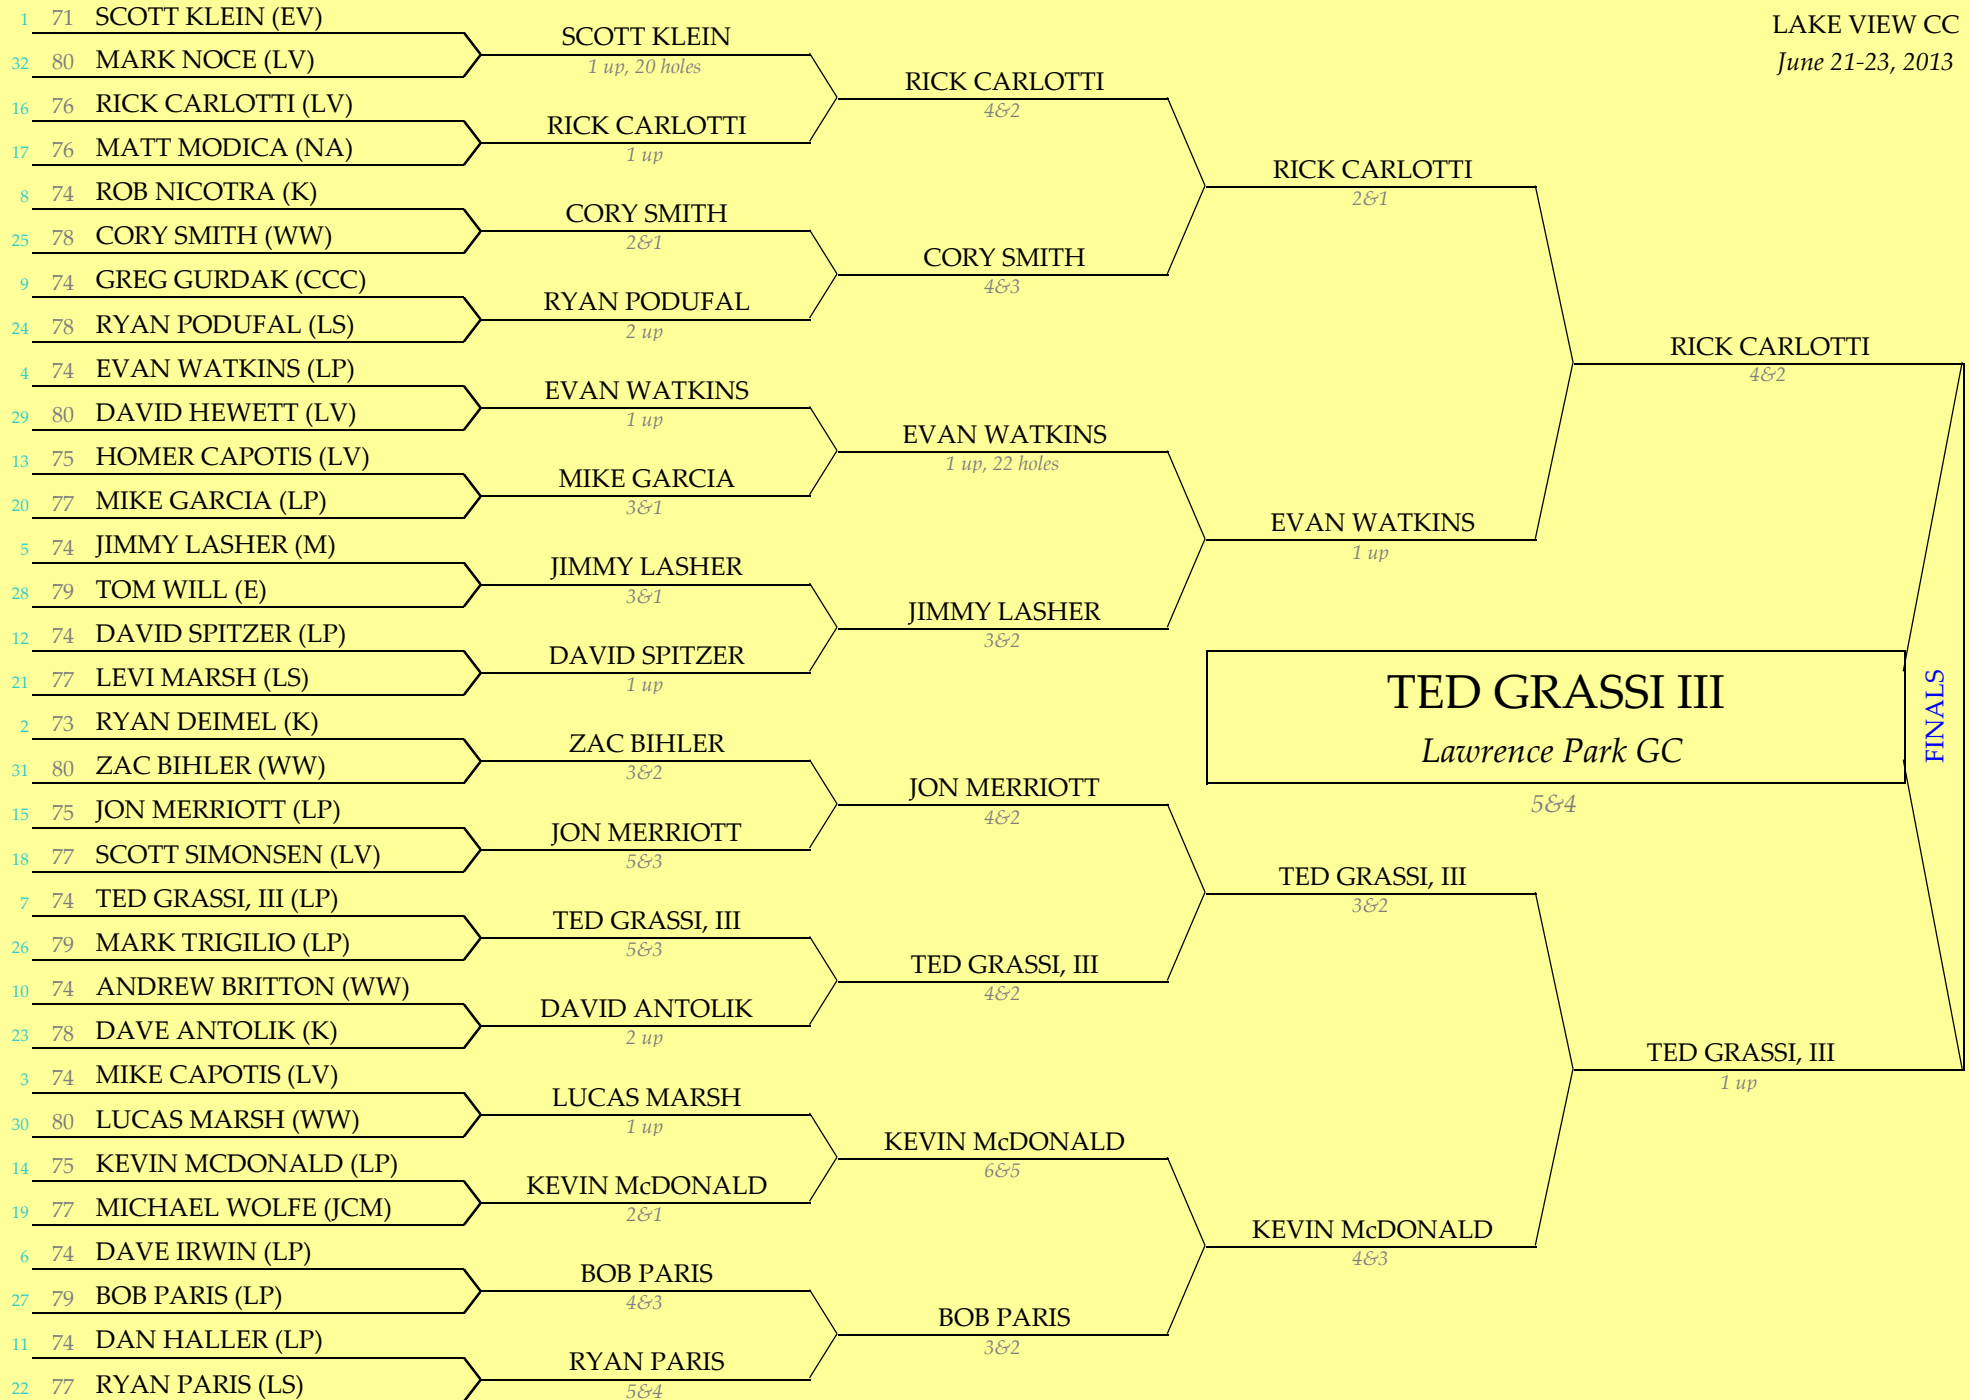 1 71 SCOTT KLEIN (EV)
32 80 MARK NOCE (LV)
16 76 RICK CARLOTTI (LV)
17 76 MATT MODICA (NA)
8 74 ROB NICOTRA (K)
25 78 CORY SMITH (WW)
9 74 GREG GURDAK (CCC)
24 78 RYAN PODUFAL (LS)
4 74 EVAN WATKINS (LP)
29 80 DAVID HEWETT (LV)
13 75 HOMER CAPOTIS (LV)
20 77 MIKE GARCIA (LP)
5 74 JIMMY LASHER (M)
28 79 TOM WILL (E)
12 74 DAVID SPITZER (LP)
21 77 LEVI MARSH (LS)
2 73 RYAN DEIMEL (K)
31 80 ZAC BIHLER (WW)
15 75 JON MERRIOTT (LP)
18 77 SCOTT SIMONSEN (LV)
7 74 TED GRASSI, III (LP)
26 79 MARK TRIGILIO (LP)
10 74 ANDREW BRITTON (WW)
23 78 DAVE ANTOLIK (K)
3 74 MIKE CAPOTIS (LV)
30 80 LUCAS MARSH (WW)
14 75 KEVIN MCDONALD (LP)
19 77 MICHAEL WOLFE (JCM)
6 74 DAVE IRWIN (LP)
27 79 BOB PARIS (LP)
11 74 DAN HALLER (LP)
22 77 RYAN PARIS (LS)
SCOTT KLEIN
1 up, 20 holes
RICK CARLOTTI
1 up
CORY SMITH
2&1
RYAN PODUFAL
2 up
EVAN WATKINS
1 up
MIKE GARCIA
3&1
JIMMY LASHER
3&1
DAVID SPITZER
1 up
ZAC BIHLER
3&2
JON MERRIOTT
5&3
TED GRASSI, III
5&3
DAVID ANTOLIK
2 up
LUCAS MARSH
1 up
KEVIN McDONALD
2&1
BOB PARIS
4&3
RYAN PARIS
5&4
RICK CARLOTTI
4&2
CORY SMITH
4&3
EVAN WATKINS
1 up, 22 holes
JIMMY LASHER
3&2
JON MERRIOTT
4&2
TED GRASSI, III
4&2
KEVIN McDONALD
6&5
BOB PARIS
3&2
RICK CARLOTTI
2&1
EVAN WATKINS
1 up
TED GRASSI, III
3&2
KEVIN McDONALD
4&3
LAKE VIEW CC
June 21-23, 2013
RICK CARLOTTI
4&2
TED GRASSI, III
1 up
TED GRASSI III
Lawrence Park GC
5&4
FINALS